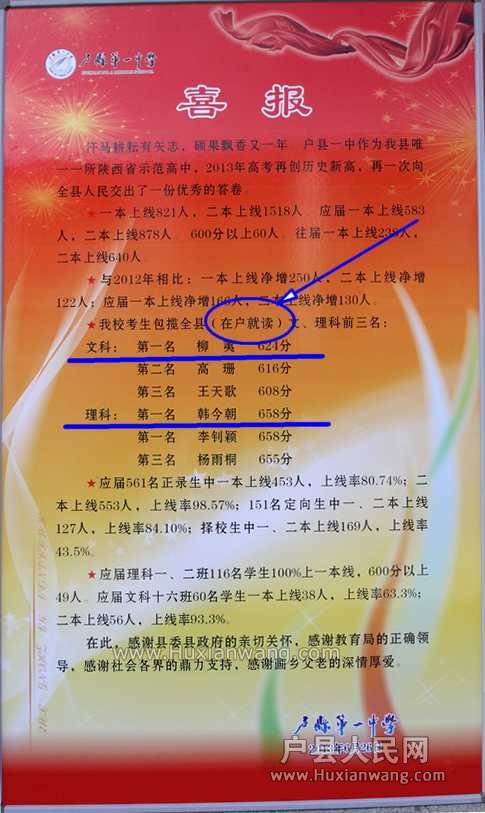 户县第一中学
喜报
汗马耕耘有矢志，硕果飘香又一年。户县一中作为我县唯
一一所陕西省示范高中，2013年高考再创历史新高，再一次向
全县人民交出了一份优秀的答卷。
★一本上线821人，二本上线1518人。应届一本上线583
人，二本上线878人。600分以上60人。往届一本上线238人，
二本上线640人。
★与2012年相比：一本上线净增250人，二本上线净增
122人；应届一本上线净增166人，二本上线净增130人。
★我校考生包揽全县（在户就读）文、理科前三名：
文科： 第一名 柳 英 624分
第二名 高 珊 616分
第三名 王天歌 608分
理科： 第一名 韩今朝 658分
第一名 李钊颖 658分
第三名 杨雨桐 655分
★应届561名正录生中一本上线453人，上线率80.74%；二
本上线553人，上线率98.57%；151名定向生中一、二本上线
127人，上线率84.10%；择校生中一、二本上线169人，上线率
43.5%。
★应届理科一、二班116名学生100%上一本线，600分以上
49人。应届文科十六班60名学生一本上线38人，上线率63.3%；
二本上线56人，上线率93.3%。
在此，感谢县委县政府的亲切关怀，感谢教育局的正确领
导，感谢社会各界的鼎力支持，感谢画乡父老的深情厚爱。
www.Huxianwang.com
户县第一中学
2013年6月26日
户县人民网
www.Huxianwang.com